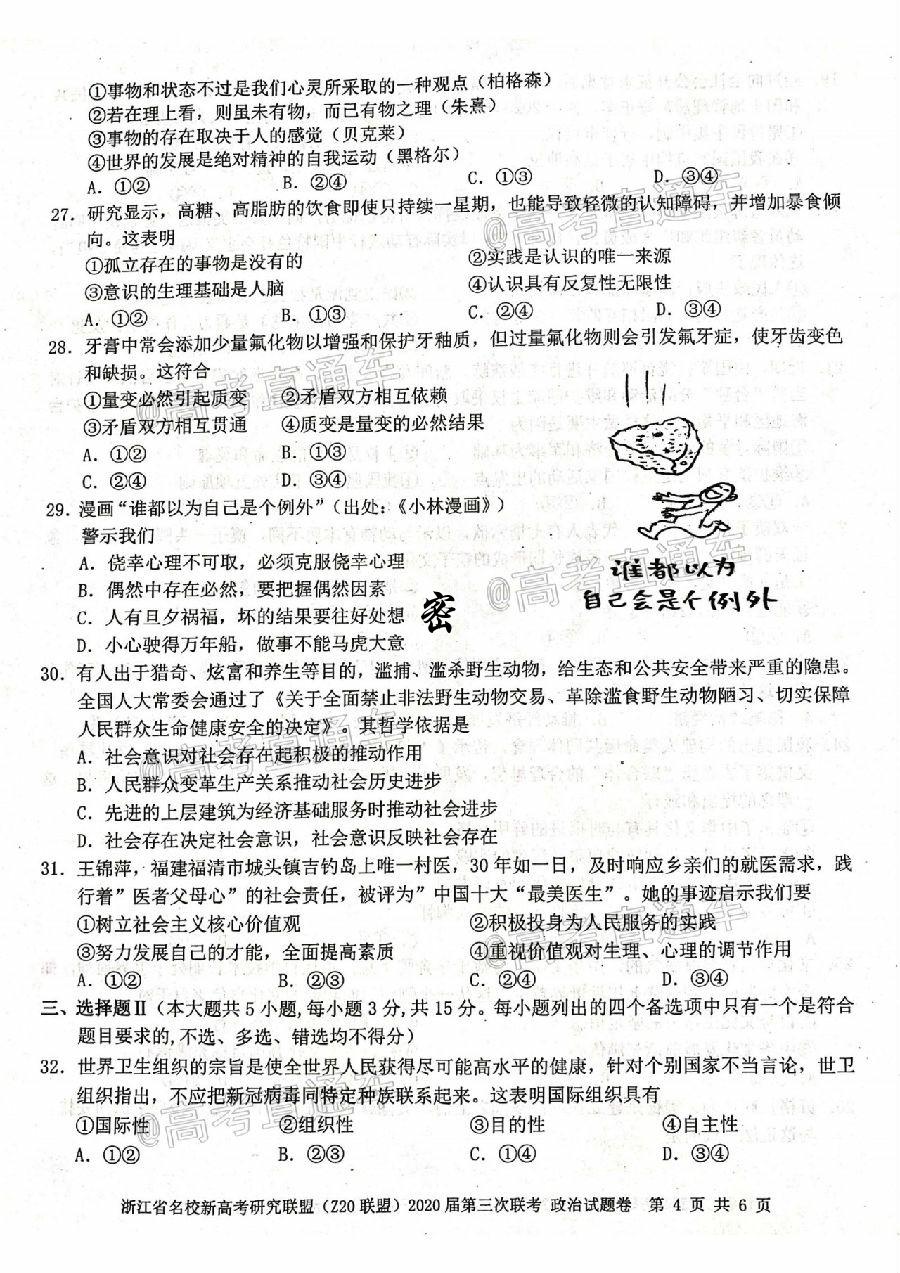 ①事物和状态不过是我们心灵所采取的一种观点(柏格森)
②若在理上看，则虽未有物，而已有物之理(朱熹)
③事物的存在取决于人的感觉(贝克莱)
④世界的发展是绝对精神的自我运动(黑格尔)
A．①② B．②④ C．①③ D．③④
27．研究显示，高糖、高脂肪的饮食即使只持续一星期，也能导致轻微的认知障碍，并增加暴食倾
向。这表明
①孤立存在的事物是没有的 ②实践是认识的唯一来源
③意识的生理基础是人脑 ④认识具有反复性无限性
A．①② B．①③ C．②④ D．③④
28．牙膏中常会添加少量氟化物以增强和保护牙釉质，但过量氟化物则会引发氟牙症，使牙齿变色
和缺损。这符合
①量变必然引起质变 ②矛盾双方相互依赖
③矛盾双方相互贯通 ④质变是量变的必然结果
A．①② B．①③
C．②④ D．③④
29．漫画“谁都以为自己是个例外”(出处:《小林漫画》)
警示我们
A．侥幸心理不可取，必须克服侥幸心理
B．偶然中存在必然，要把握偶然因素
C．人有旦夕祸福，坏的结果要往好处想
D．小心驶得万年船，做事不能马虎大意
谁都以为
自己会是个例外
密
30．有人出于猎奇、炫富和养生等目的，滥捕、滥杀野生动物，给生态和公共安全带来严重的隐患。
全国人大常委会通过了《关于全面禁止非法野生动物交易、革除滥食野生动物陋习、切实保障
人民群众生命健康安全的决定》。其哲学依据是
A．社会意识对社会存在起积极的推动作用
B．人民群众变革生产关系推动社会历史进步
C．先进的上层建筑为经济基础服务时推动社会进步
D．社会存在决定社会意识，社会意识反映社会存在
31．王锦萍，福建福清市城头镇吉钓岛上唯一村医，30年如一日，及时响应乡亲们的就医需求，践
行着”医者父母心”的社会责任，被评为”中国十大“最美医生”。她的事迹启示我们要
①树立社会主义核心价值观 ②积极投身为人民服务的实践
③努力发展自己的才能，全面提高素质 ④重视价值观对生理、心理的调节作用
A．①② B．①③ C．②④ D．③④
三、选择题Ⅱ(本大题共5小题,每小题3分,共15分。每小题列出的四个备选项中只有一个是符合
题目要求的,不选、多选、错选均不得分)
32．世界卫生组织的宗旨是使全世界人民获得尽可能高水平的健康，针对个别国家不当言论，世卫
组织指出，不应把新冠病毒同特定种族联系起来。这表明国际组织具有
①国际性 ②组织性 ③目的性 ④自主性
A．①② B．①③ C．②④ D．③④
浙江省名校新高考研究联盟(Z20联盟)2020届第三次联考 政治试题卷 第 4 页 共 6 页
@高考直通车
@高考直通车
@高考直通车
@高考直通车
@高考直通车
@高考直通车